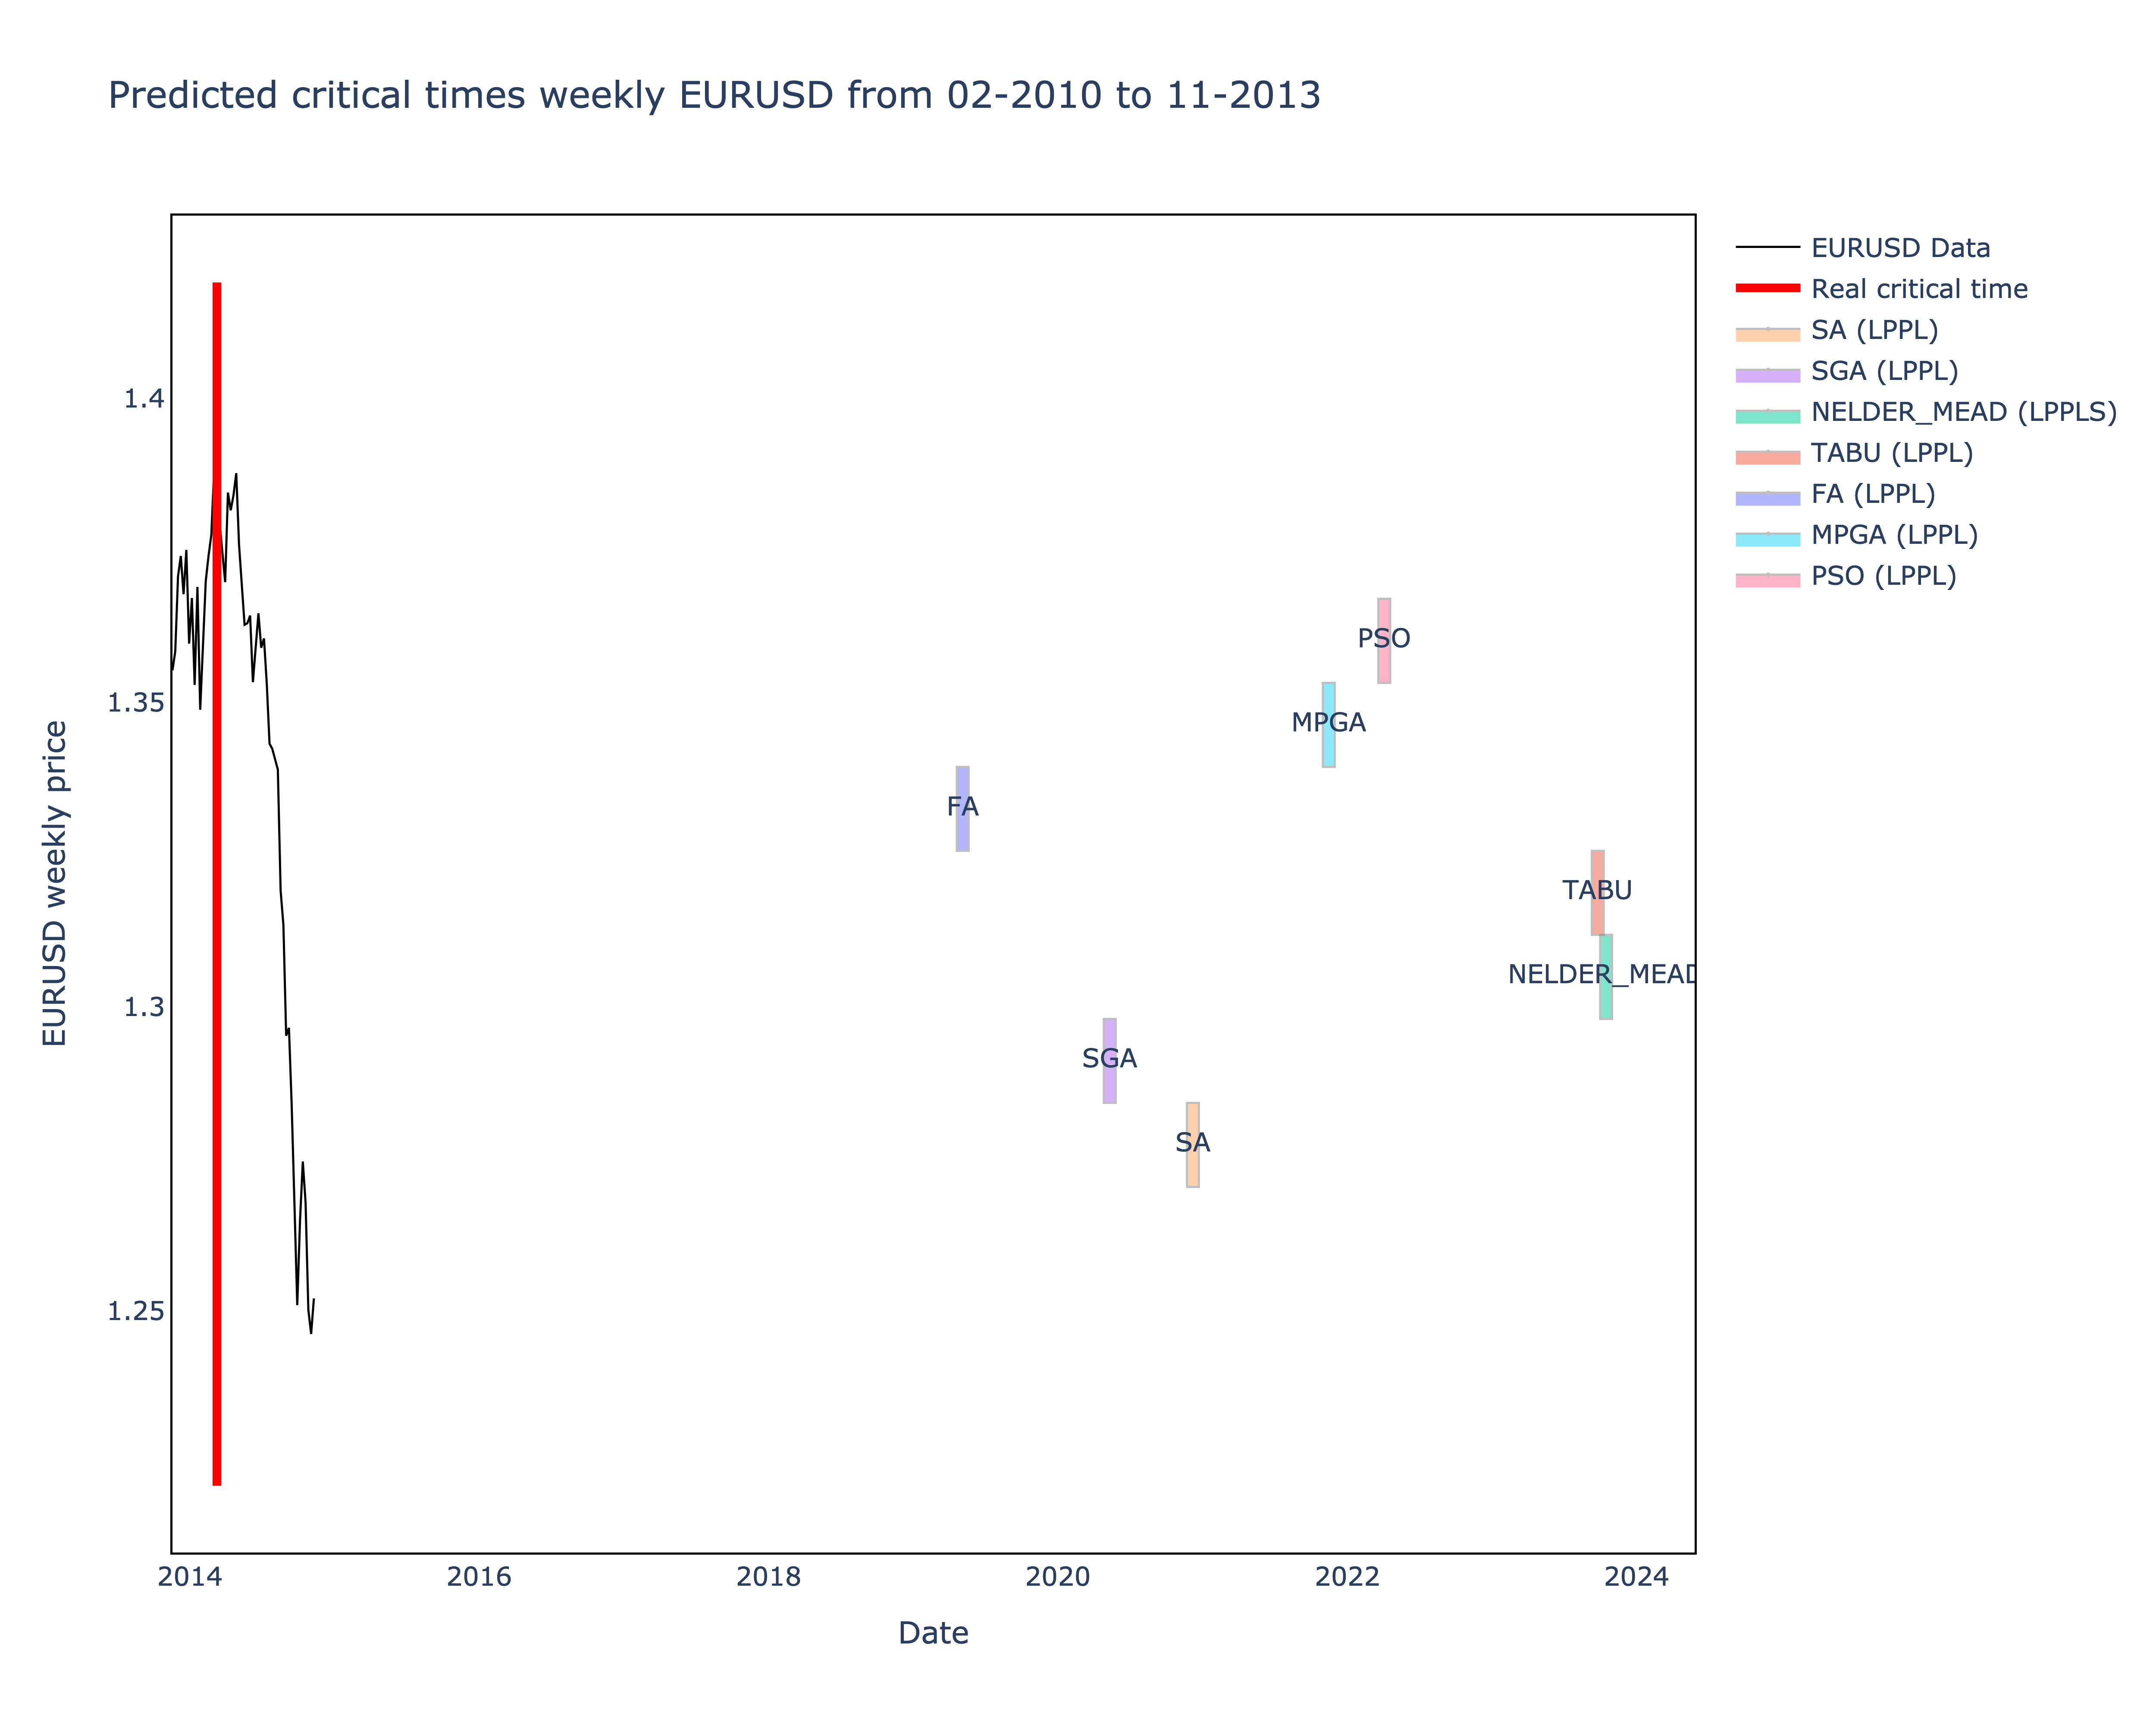 Predicted critical times weekly EURUSD from 02-2010 to 11-2013
EURUSD Data
Real critical time
SA (LPPL)
SGA (LPPL)
NELDER_MEAD (LPPLS)
TABU (LPPL)
FA (LPPL)
MPGA (LPPL)
PSO (LPPL)
1.4
1.35
1.3
1.25
EURUSD weekly price
PSO
MPGA
FA
TABU
NELDER_MEAD
SGA
SA
2014
2016
2018
2020
2022
2024
Date